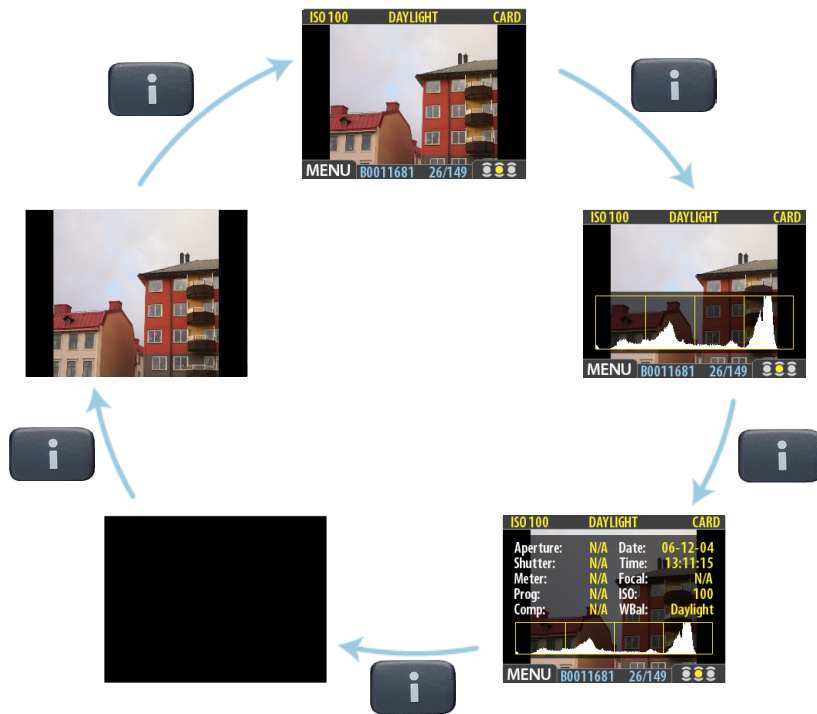 ISO 100 DAYLIGHT CARD
i
i
MENU B0011681 26/149
ISO 100 DAYLIGHT CARD
MENU B0011681 26/149
i
i
ISO 100 DAYLIGHT CARD
Aperture: N/A Date: 06-12-04
Shutter: N/A Time: 13:11:15
Meter: N/A Focal: N/A
Prog: N/A ISO: 100
Comp: N/A WBal: Daylight
MENU B0011681 26/149
i